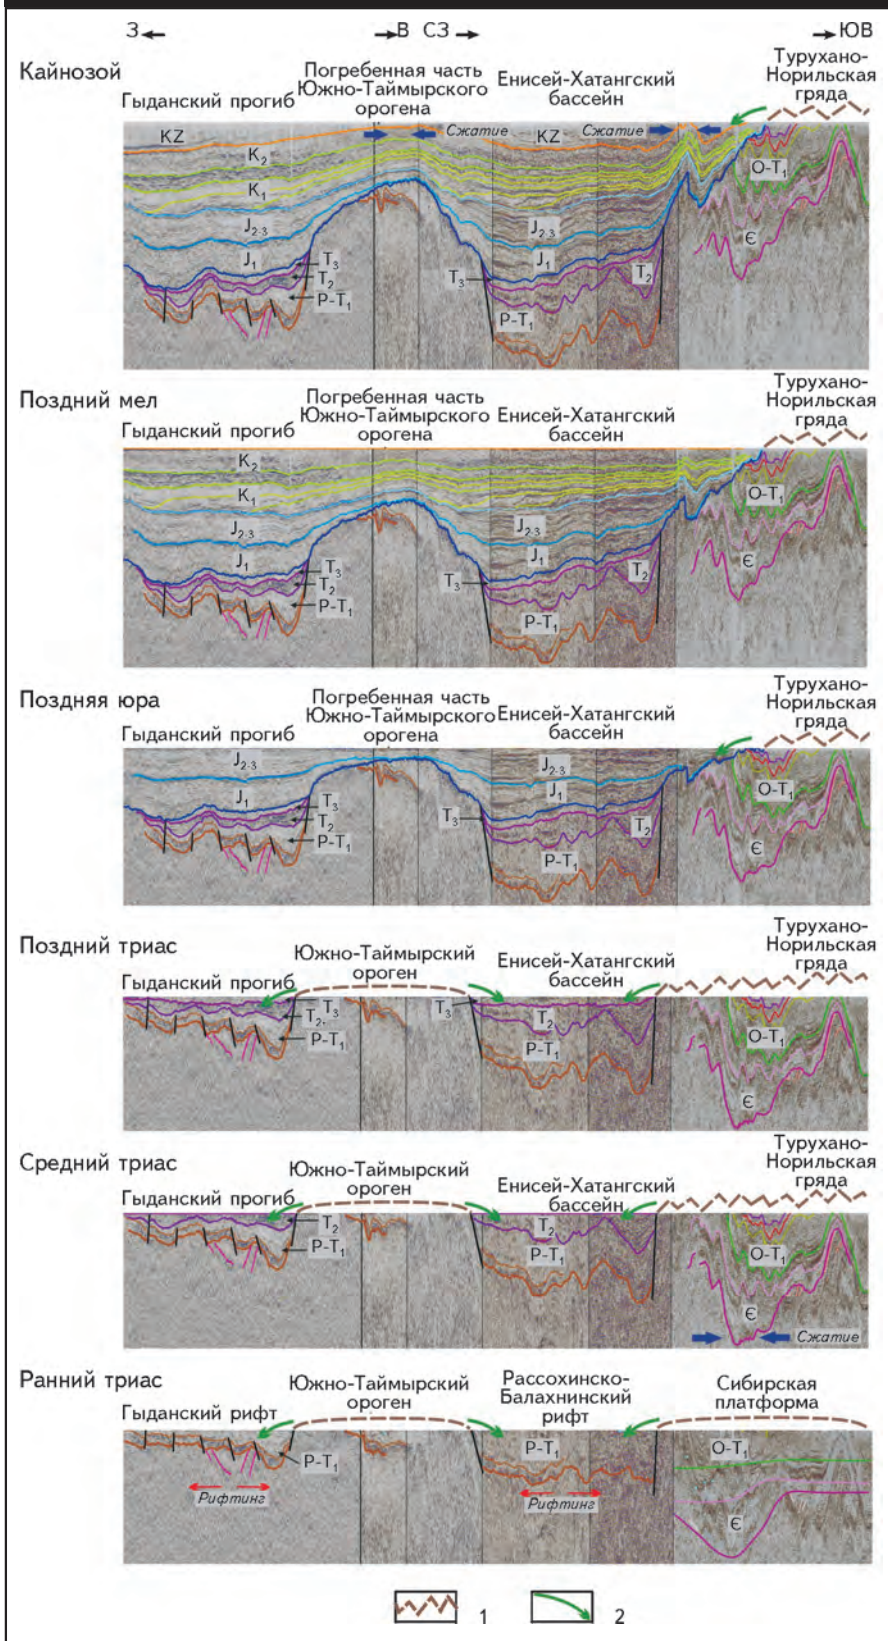 З В СЗ ЮВ
Кайнозой
Гыданский прогиб
Погребенная часть
Южно-Таймырского
орогена
Енисей-Хатангский
бассейн
Турухано-
Норильская
гряда
KZ
Сжатие
KZ
Сжатие
K2
K1
J2-3
J2-3
J1
J1
T3
T2
P-T1
T3
T2
P-T1
O-T1
Є
Поздний мел
Гыданский прогиб
Погребенная часть
Южно-Таймырского
орогена
Енисей-Хатангский
бассейн
Турухано-
Норильская
гряда
K2
K1
J2-3
J2-3
J1
J1
T3
T2
P-T1
T3
T2
P-T1
O-T1
Є
Поздняя юра
Гыданский прогиб
Погребенная часть
Южно-Таймырского
орогена
Енисей-Хатангский
бассейн
Турухано-
Норильская
гряда
J2-3
J2-3
J1
J1
T3
T2
P-T1
T3
T2
P-T1
O-T1
Є
Поздний триас
Гыданский прогиб
Южно-Таймырский
ороген
Енисей-Хатангский
бассейн
Турухано-
Норильская
гряда
T3
T2
P-T1
T3
T2
P-T1
O-T1
Є
Средний триас
Гыданский прогиб
Южно-Таймырский
ороген
Енисей-Хатангский
бассейн
Турухано-
Норильская
гряда
T2
P-T1
T2
P-T1
O-T1
Є
Сжатие
Ранний триас
Гыданский рифт
Южно-Таймырский
ороген
Рассохинско-
Балахнинский
рифт
Сибирская
платформа
P-T1
Рифтинг
P-T1
Рифтинг
O-T1
Є
1 2